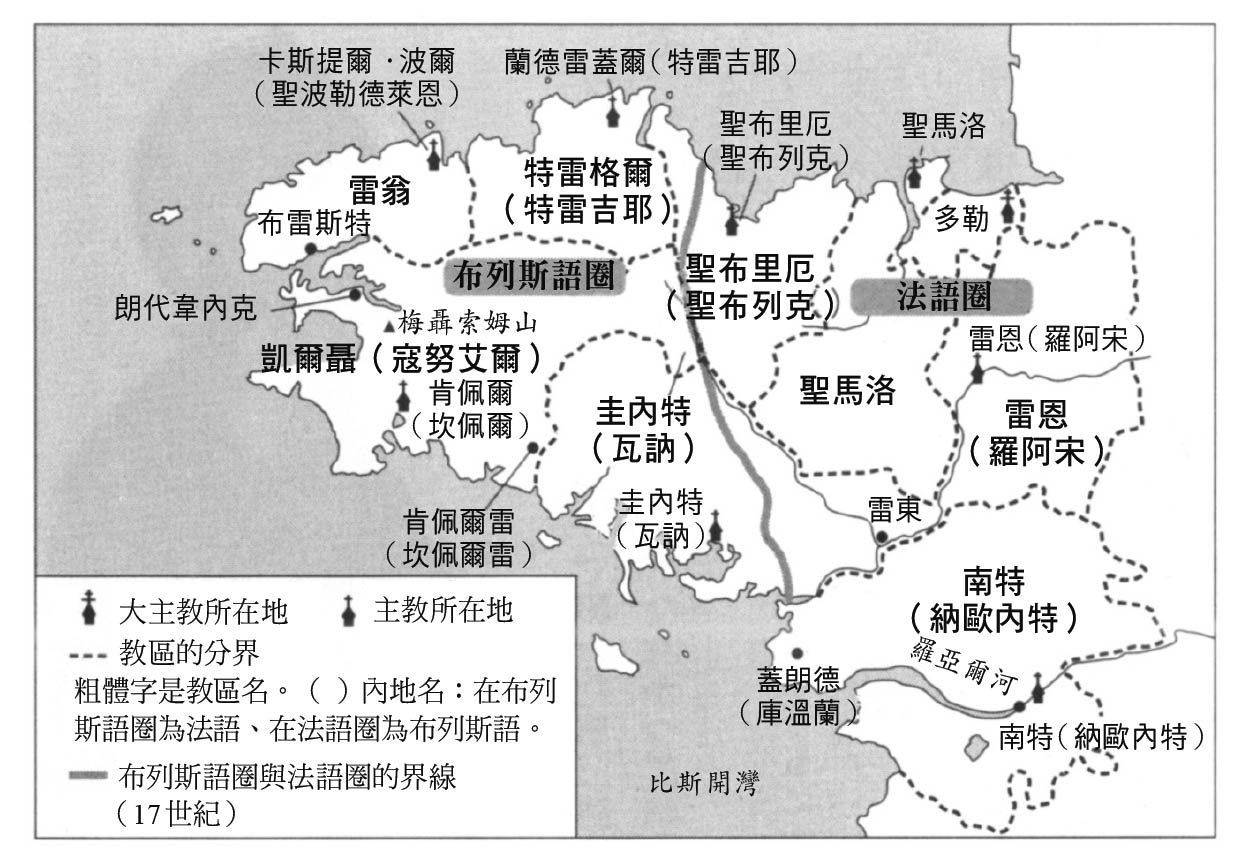 卡斯提爾・波爾
（聖波勒德萊恩）
蘭德雷蓋爾（特雷吉耶）
聖布里厄
（聖布列克）
聖馬洛
特雷格爾
（特雷吉耶）
雷翁
多勒
布雷斯特
布列斯語圈
聖布里厄
（聖布列克）
法語圈
朗代韋內克
梅聶索姆山
雷恩（羅阿宋）
凱爾聶（寇努艾爾）
肯佩爾
（坎佩爾）
聖馬洛
圭內特
（瓦訥）
雷恩
（羅阿宋）
圭內特
（瓦訥）
雷東
肯佩爾雷
（坎佩爾雷）
南特
（納歐內特）
羅亞爾河
蓋朗德
（庫溫蘭）
南特（納歐內特）
比斯開灣
大主教所在地 主教所在地
教區的分界
粗體字是教區名。（ ）內地名：在布列
斯語圈為法語、在法語圈為布列斯語。
布列斯語圈與法語圈的界線
（17世紀）